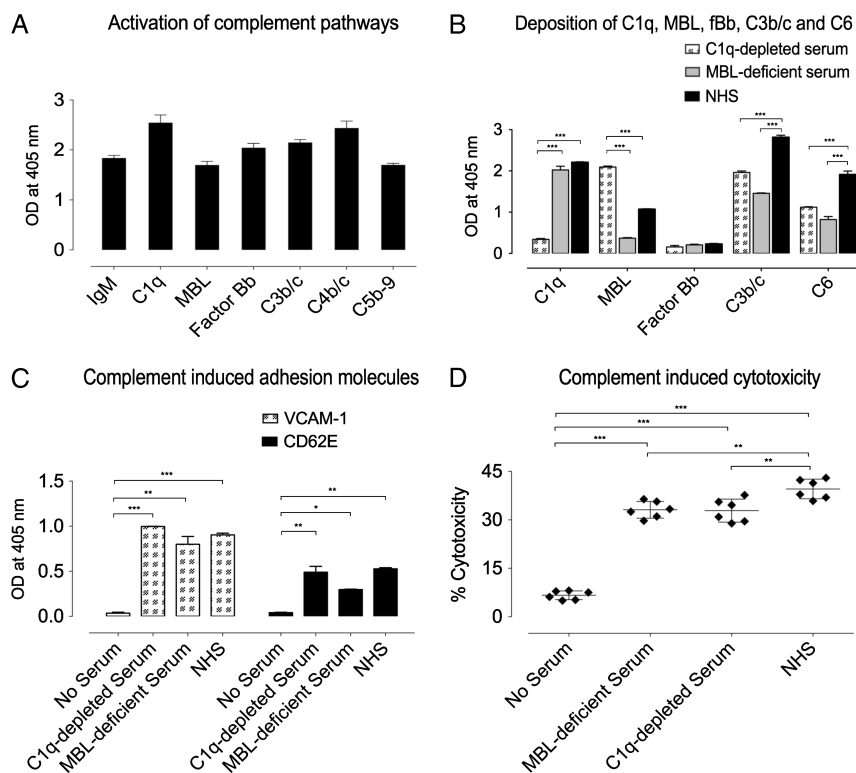 A
Activation of complement pathways
OD at 405 nm
3
2
1
0
IgM
C1q
MBL
Factor Bb
C3b/c
C4b/c
C5b-9
B
Deposition of C1q, MBL, fBb, C3b/c and C6
C1q-depleted serum
MBL-deficient serum
NHS
OD at 405 nm
3
2
1
0
***
***
***
***
***
***
***
***
C1q
MBL
Factor Bb
C3b/c
C6
C
Complement induced adhesion molecules
VCAM-1
CD62E
OD at 405 nm
1.5
1.0
0.5
0.0
***
**
***
**
*
**
No Serum
C1q-depleted Serum
MBL-deficient Serum
NHS
No Serum
C1q-depleted Serum
MBL-deficient Serum
NHS
D
Complement induced cytotoxicity
% Cytotoxicity
45
30
15
0
***
***
***
**
**
No Serum
MBL-deficient Serum
C1q-depleted Serum
NHS